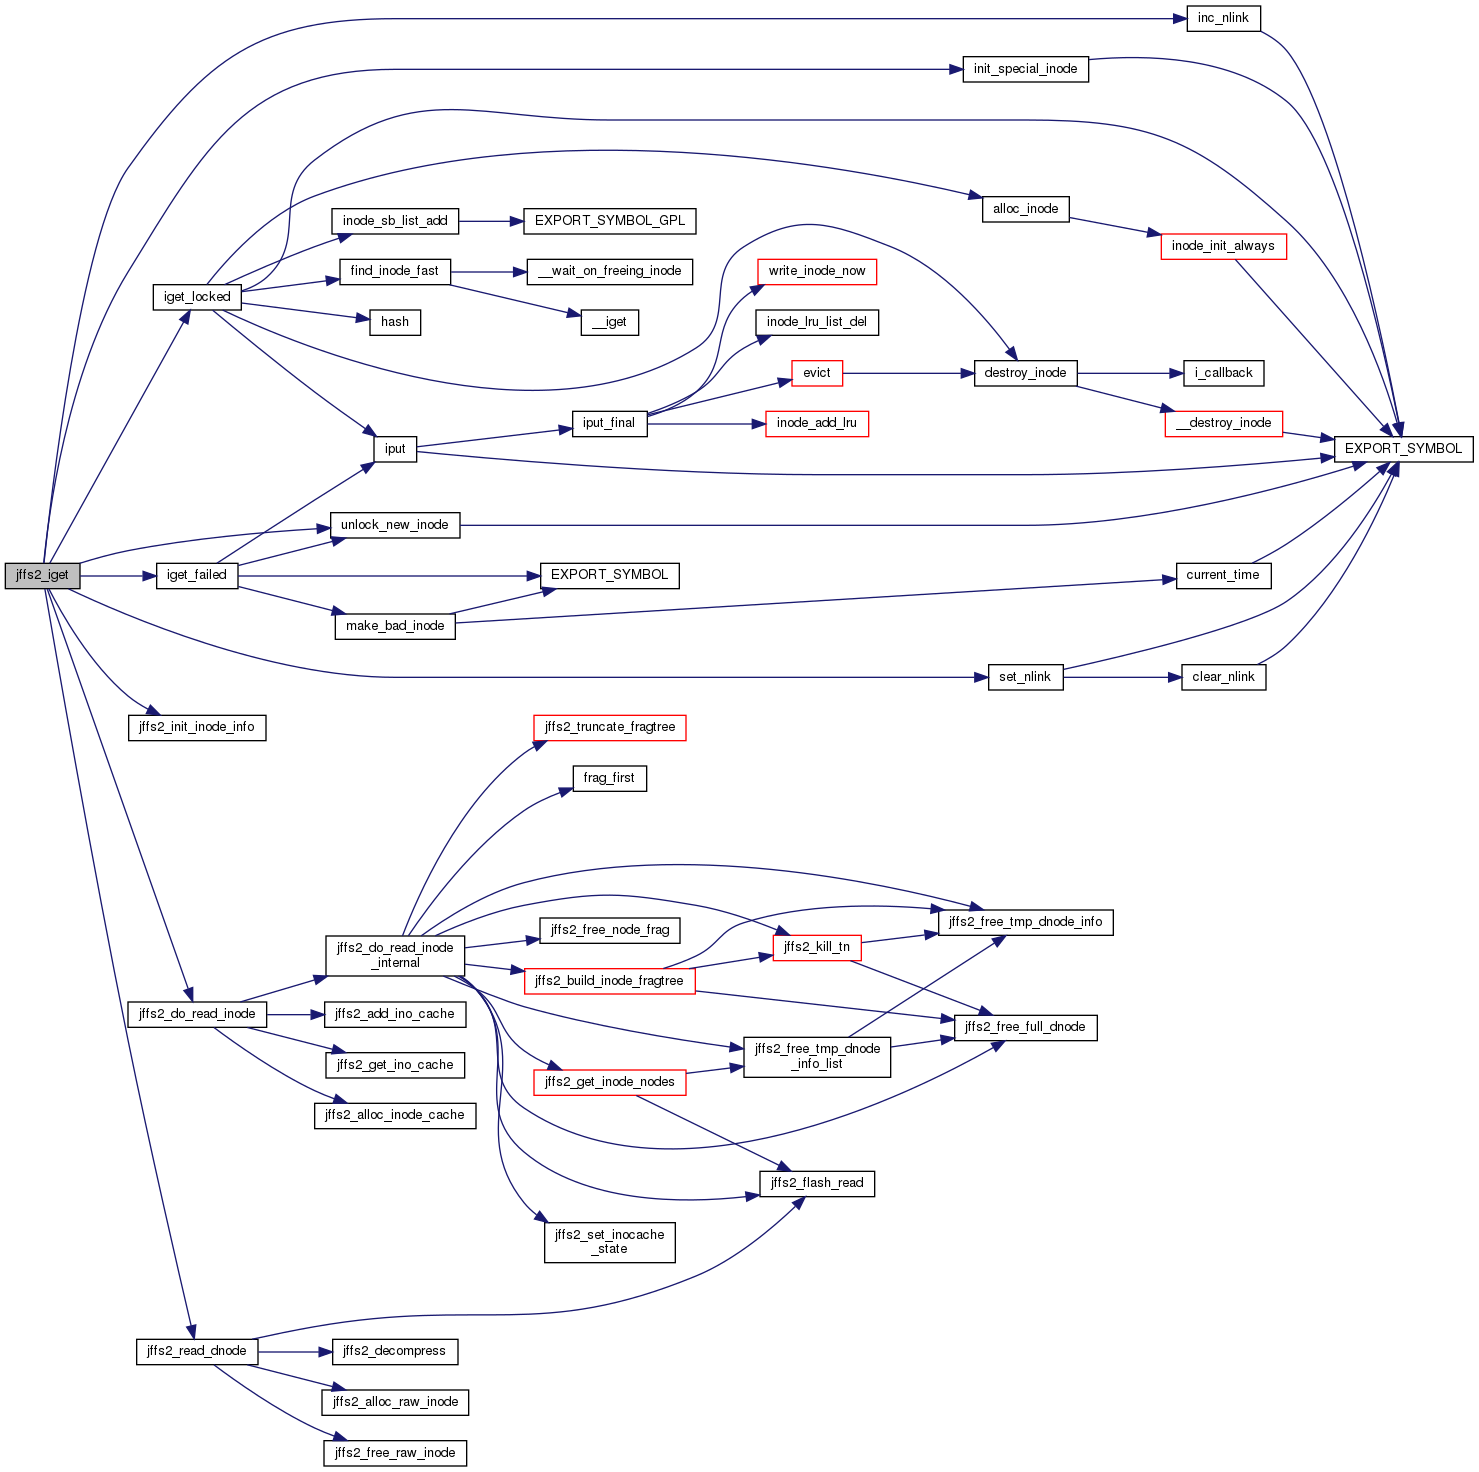 inc_nlink
init_special_inode
alloc_inode
inode_sb_list_add
EXPORT_SYMBOL_GPL
inode_init_always
find_inode_fast
__wait_on_freeing_inode
write_inode_now
iget_locked
hash
__iget
inode_lru_list_del
evict
destroy_inode
i_callback
iput_final
inode_add_lru
__destroy_inode
iput
EXPORT_SYMBOL
unlock_new_inode
jffs2_iget
iget_failed
EXPORT_SYMBOL
current_time
make_bad_inode
set_nlink
clear_nlink
jffs2_init_inode_info
jffs2_truncate_fragtree
frag_first
jffs2_free_tmp_dnode_info
jffs2_free_node_frag
jffs2_do_read_inode
_internal
jffs2_kill_tn
jffs2_build_inode_fragtree
jffs2_do_read_inode
jffs2_add_ino_cache
jffs2_free_full_dnode
jffs2_free_tmp_dnode
_info_list
jffs2_get_ino_cache
jffs2_get_inode_nodes
jffs2_alloc_inode_cache
jffs2_flash_read
jffs2_set_inocache
_state
jffs2_read_dnode
jffs2_decompress
jffs2_alloc_raw_inode
jffs2_free_raw_inode